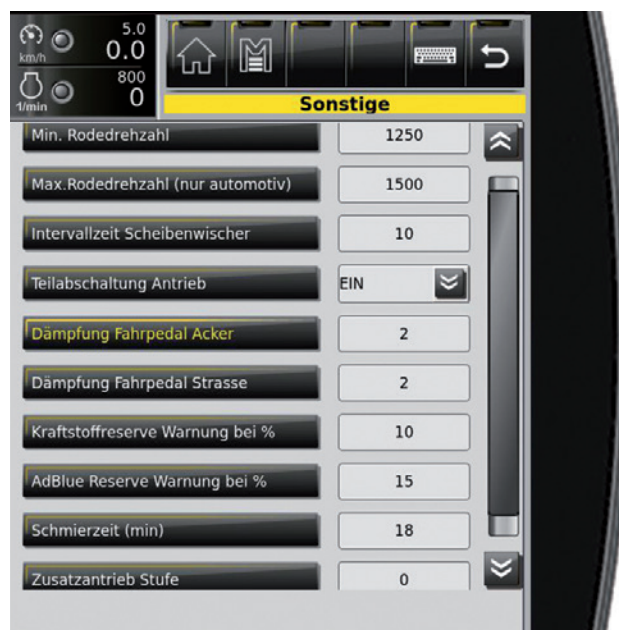 5.0
km/h 0.0
800
1/min 0
Sonstige
Min. Rodedrehzahl 1250
Max.Rodedrehzahl (nur automotiv) 1500
Intervallzeit Scheibenwischer 10
Teilabschaltung Antrieb EIN
Dämpfung Fahrpedal Acker 2
Dämpfung Fahrpedal Strasse 2
Kraftstoffreserve Warnung bei % 10
AdBlue Reserve Warnung bei % 15
Schmierzeit (min) 18
Zusatzantrieb Stufe 0